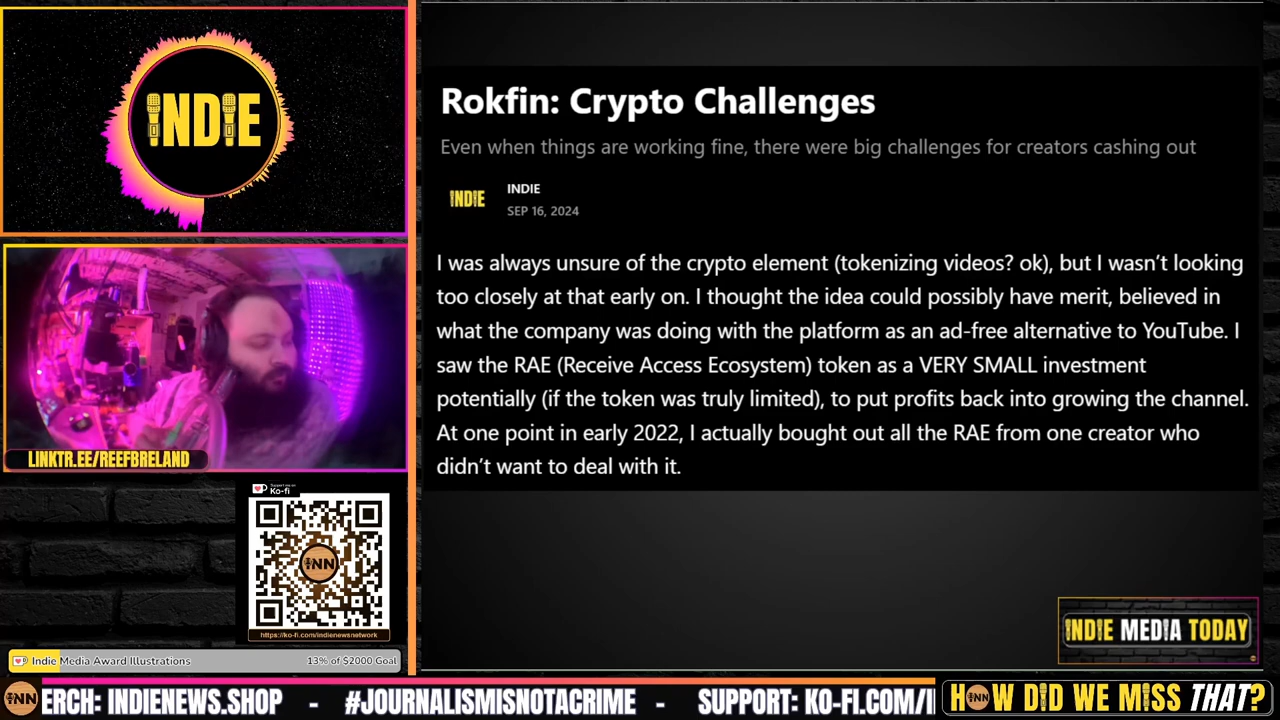 INDIE
LINKTR.EE/REEFBRELAND
Support me on
Ko-fi
INN
https://ko-fi.com/indienewsnetwork
Indie Media Award Illustrations
13% of $2000 Goal
Rokfin: Crypto Challenges
Even when things are working fine, there were big challenges for creators cashing out
INDIE
INDIE
SEP 16, 2024
I was always unsure of the crypto element (tokenizing videos? ok), but I wasn't looking
too closely at that early on. I thought the idea could possibly have merit, believed in
what the company was doing with the platform as an ad-free alternative to YouTube. I
saw the RAE (Receive Access Ecosystem) token as a VERY SMALL investment
potentially (if the token was truly limited), to put profits back into growing the channel.
At one point in early 2022, I actually bought out all the RAE from one creator who
didn't want to deal with it.
INDIE MEDIA TODAY
INN
ERCH: INDIENEWS.SHOP - #JOURNALISMISNOTACRIME - SUPPORT: KO-FI.COM/I
HOW DID WE MISS THAT?